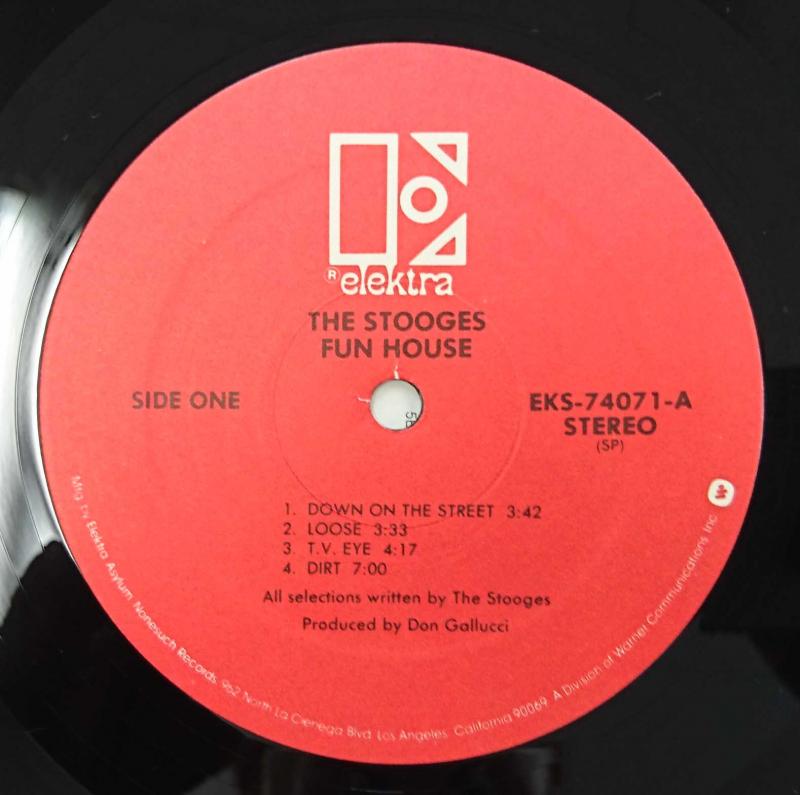 ® elektra
THE STOOGES
FUN HOUSE
SIDE ONE
EKS-74071-A
STEREO
(SP)
1. DOWN ON THE STREET 3:42
2. LOOSE 3:33
3. T.V. EYE 4:17
4. DIRT 7:00
All selections written by The Stooges
Produced by Don Gallucci
Mfg. by Elektra Asylum Nonesuch Records, 962 North La Cienega Blvd. Los Angeles, California 90069. A Division of Warner Communications Inc.